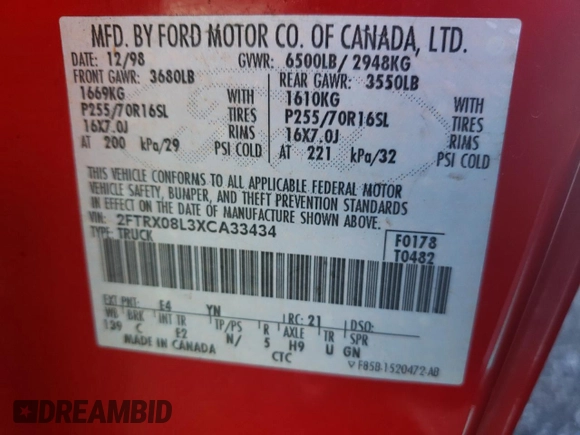 MFD. BY FORD MOTOR CO. OF CANADA, LTD.
DATE: 12/98 GVWR: 6500LB/ 2948KG
FRONT GAWR: 3680LB REAR GAWR: 3550LB
1669KG WITH 1610KG WITH
P255/70R16SL TIRES P255/70R16SL TIRES
16X7.0J RIMS 16X7.0J RIMS
AT 200 kPa/29 PSI COLD AT 221 kPa/32 PSI COLD
THIS VEHICLE CONFORMS TO ALL APPLICABLE FEDERAL MOTOR
VEHICLE SAFETY, BUMPER, AND THEFT PREVENTION STANDARDS
IN EFFECT ON THE DATE OF MANUFACTURE SHOWN ABOVE.
VIN: 2FTRX08L3XCA33434
TYPE: TRUCK
F0178
T0482
EXT PNT: E4 YN RC: 21 DSO:
WB BRK INT TR TP/PS R AXLE TR SPR
139 C E2 N/ 5 H9 U GN
MADE IN CANADA CTC
F85B-1520472-AB
DREAMBID